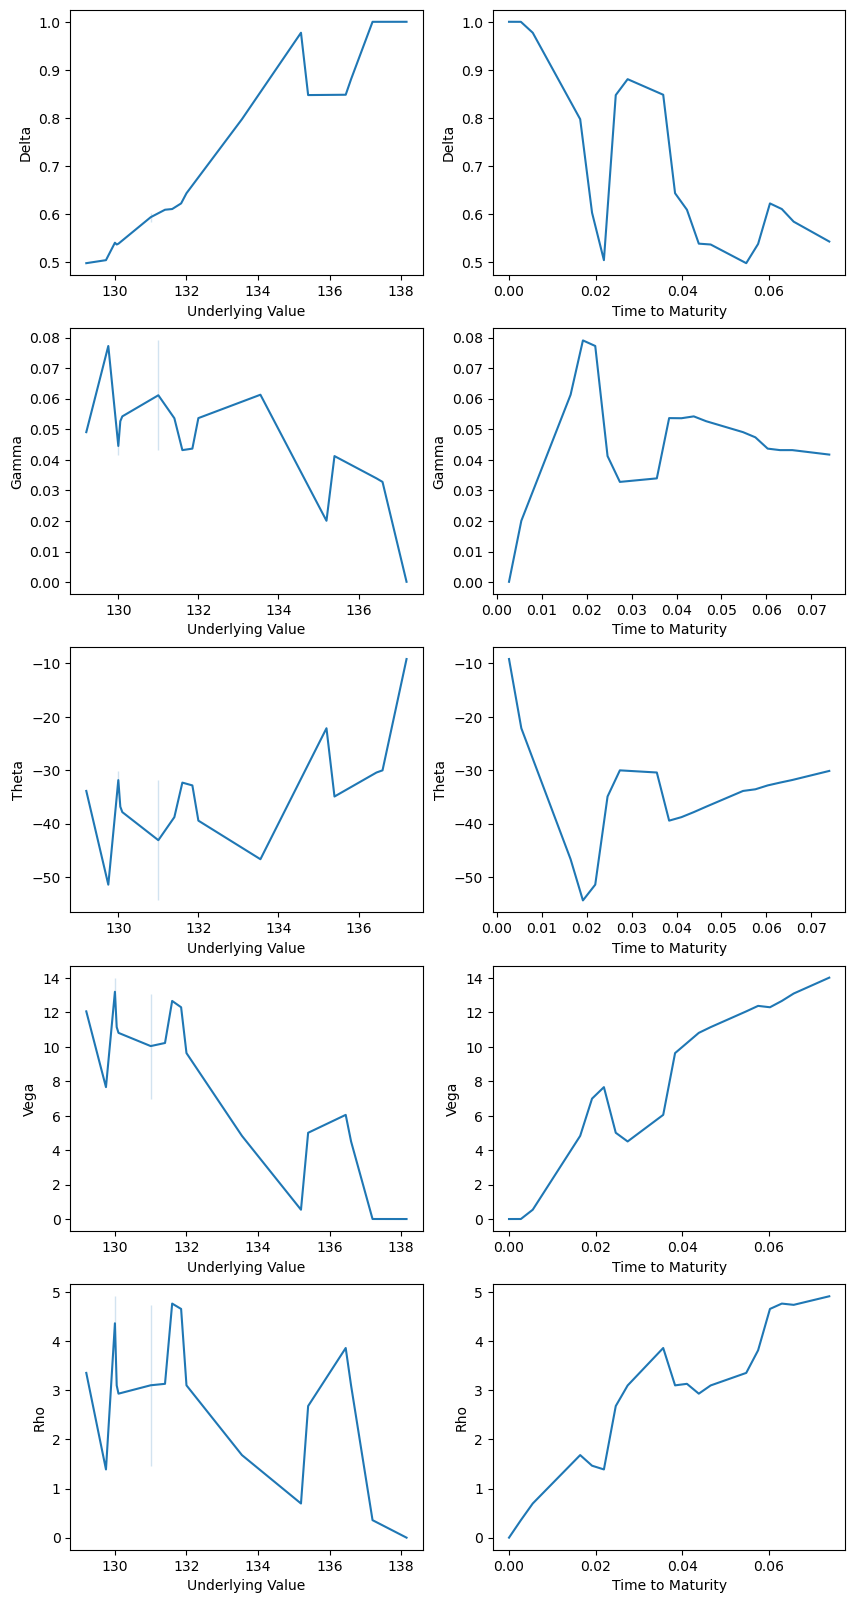 1.0
0.9
0.8
0.7
0.6
0.5
Delta
130 132 134 136 138
Underlying Value
1.0
0.9
0.8
0.7
0.6
0.5
Delta
0.00 0.02 0.04 0.06
Time to Maturity
0.08
0.07
0.06
0.05
0.04
0.03
0.02
0.01
0.00
Gamma
130 132 134 136
Underlying Value
0.08
0.07
0.06
0.05
0.04
0.03
0.02
0.01
0.00
Gamma
0.00 0.01 0.02 0.03 0.04 0.05 0.06 0.07
Time to Maturity
−10
−20
−30
−40
−50
Theta
130 132 134 136
Underlying Value
−10
−20
−30
−40
−50
Theta
0.00 0.01 0.02 0.03 0.04 0.05 0.06 0.07
Time to Maturity
14
12
10
8
6
4
2
0
Vega
130 132 134 136 138
Underlying Value
14
12
10
8
6
4
2
0
Vega
0.00 0.02 0.04 0.06
Time to Maturity
5
4
3
2
1
0
Rho
130 132 134 136 138
Underlying Value
5
4
3
2
1
0
Rho
0.00 0.02 0.04 0.06
Time to Maturity